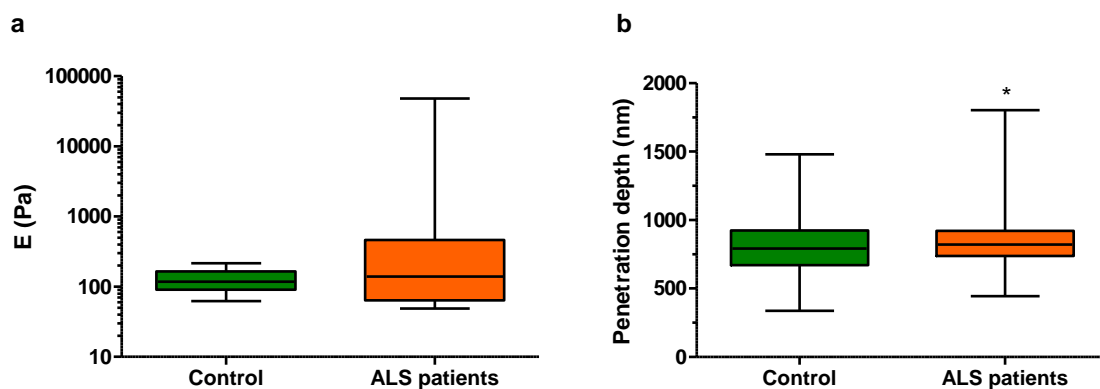 a
E (Pa)
100000
10000
1000
100
10
Control ALS patients
b
Penetration depth (nm)
2000
1500
1000
500
0
*
Control ALS patients